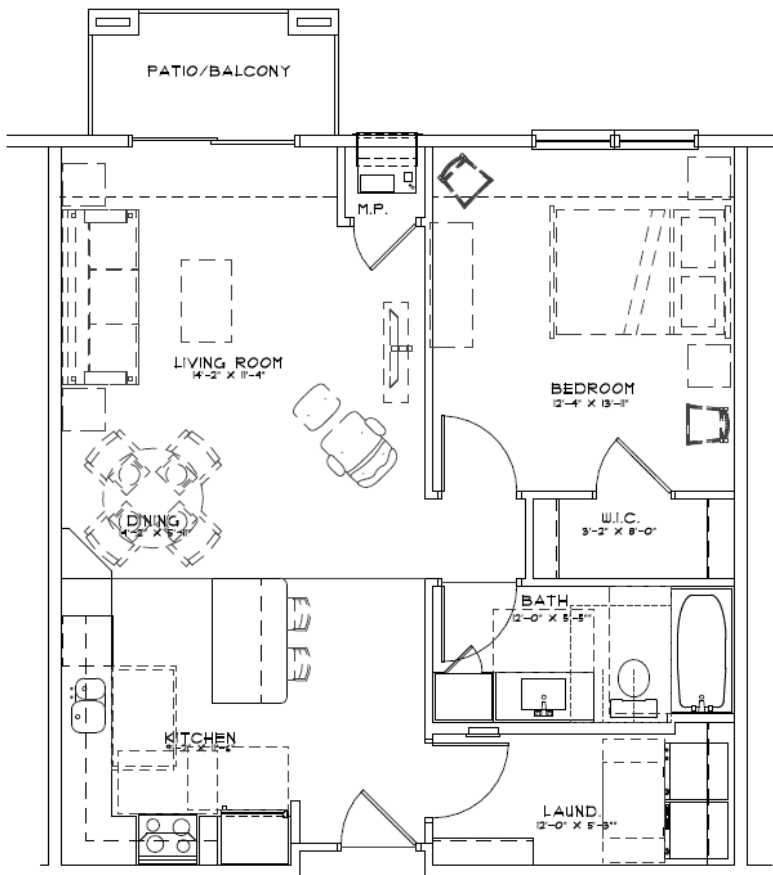 PATIO/BALCONY
M.P.
LIVING ROOM
14'-2" X 11'-4"
BEDROOM
12'-4" X 13'-11"
DINING
W.I.C.
3'-2" X 8'-0"
BATH
12'-0" X 5'-5"
KITCHEN
LAUND.
12'-0" X 5'-3"